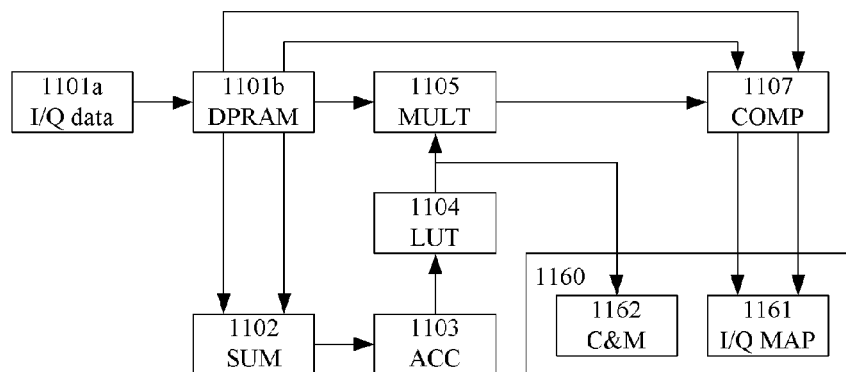 1101a
I/Q data
1101b
DPRAM
1105
MULT
1107
COMP
1104
LUT
1160
1102
SUM
1103
ACC
1162
C&M
1161
I/Q MAP